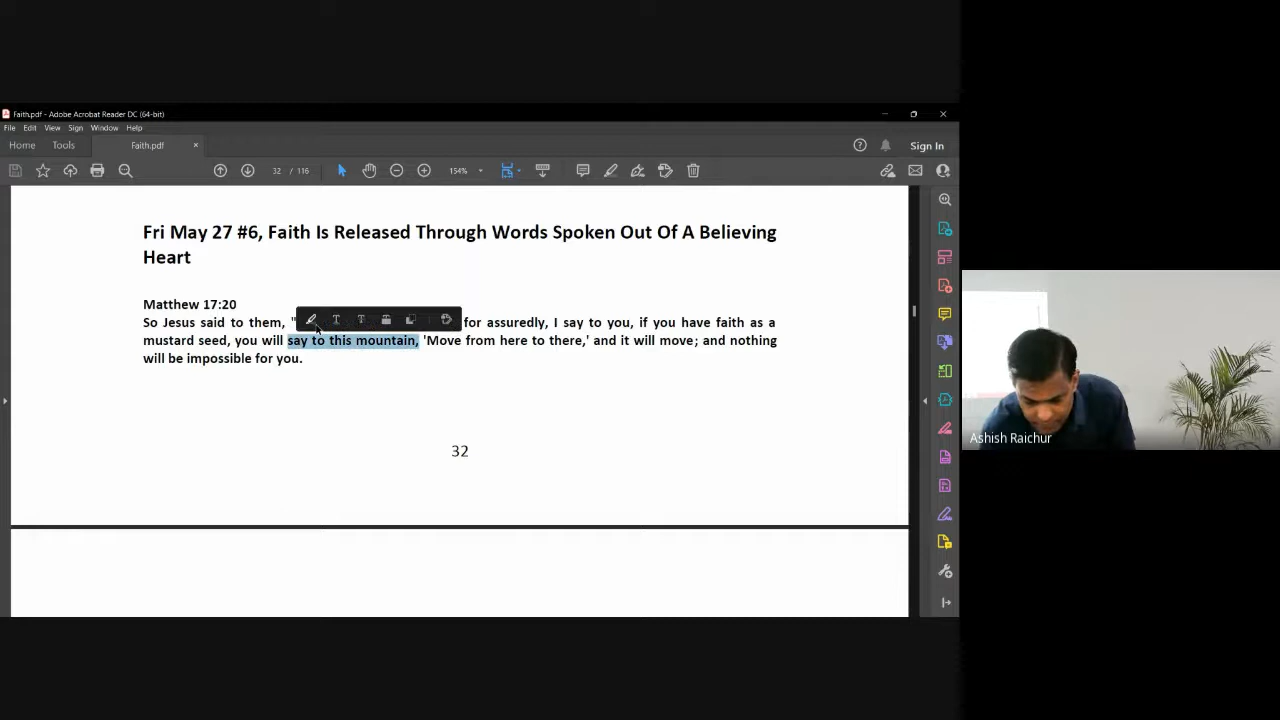 Faith.pdf - Adobe Acrobat Reader DC (64-bit)
File Edit View Sign Window Help
Home Tools Faith.pdf × Sign In
32 / 116 154%
Fri May 27 #6, Faith Is Released Through Words Spoken Out Of A Believing
Heart
Matthew 17:20
So Jesus said to them, " for assuredly, I say to you, if you have faith as a
mustard seed, you will say to this mountain, 'Move from here to there,' and it will move; and nothing
will be impossible for you.
32
Ashish Raichur